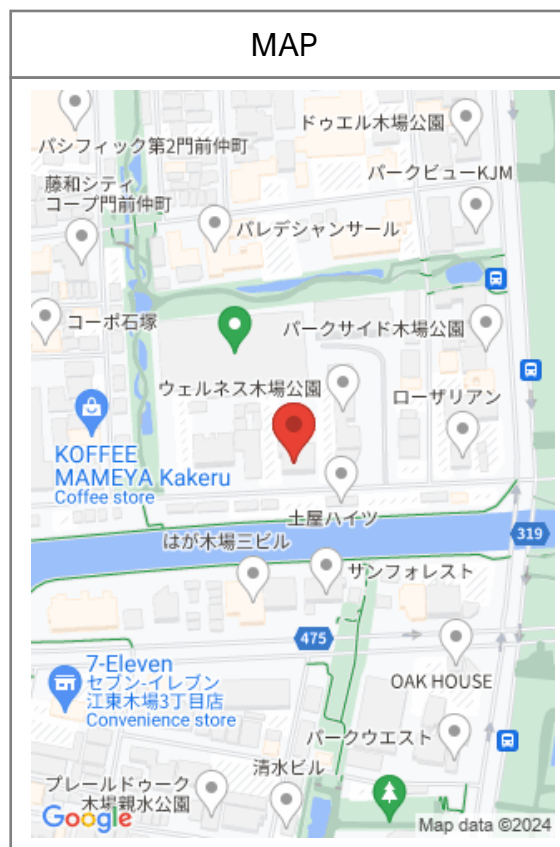 MAP
ドゥエル木場公園
パシフィック第2門前仲町
パークビューKJM
藤和シティ
コープ門前仲町
パレデシャンサール
コーポ石塚
パークサイド木場公園
ウェルネス木場公園
ローザリアン
KOFFEE
MAMEYA Kakeru
Coffee store
土屋ハイツ
319
はが木場三ビル
サンフォレスト
475
7-Eleven
セブン-イレブン
江東木場3丁目店
Convenience store
OAK HOUSE
パークウエスト
清水ビル
プレールドゥーク
木場親水公園
Google
Map data ©2024